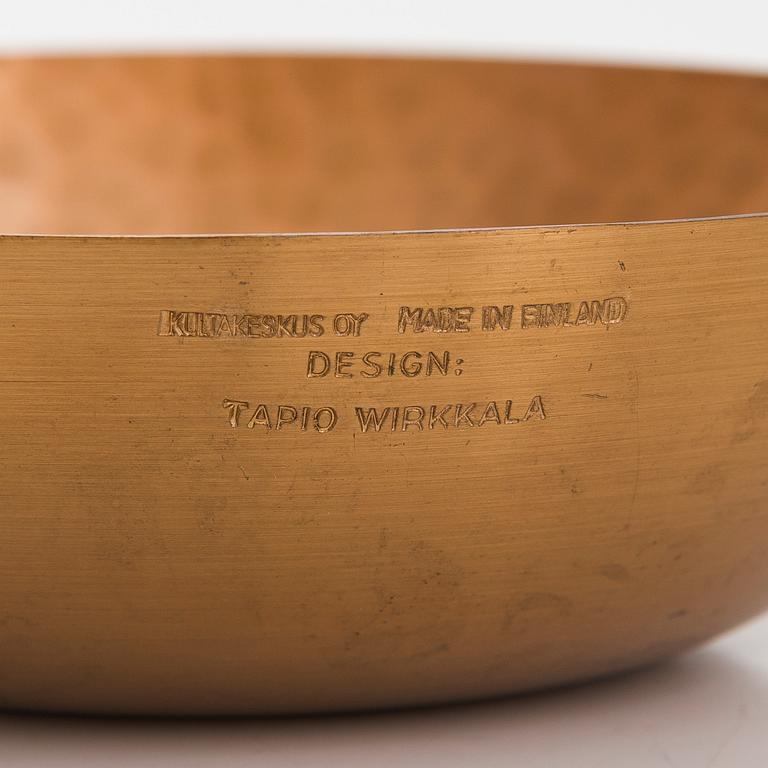 KULTAKESKUS OY MADE IN FINLAND
DESIGN:
TAPIO WIRKKALA